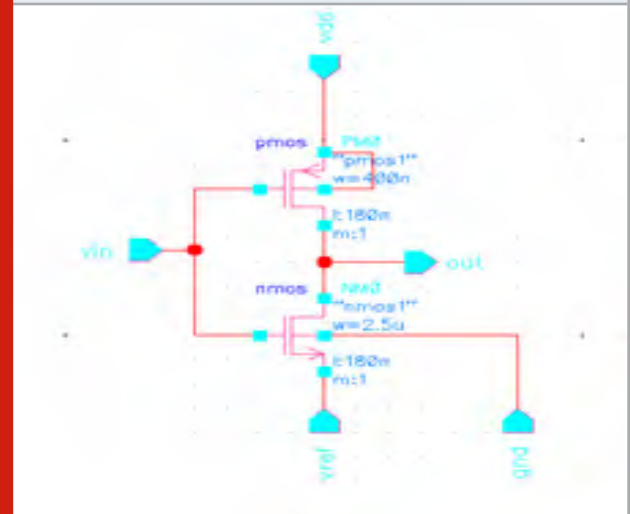 vdd
pmos PM0
"pmos1"
w=400n
l:180n
m:1
vin
out
nmos NM0
"nmos1"
w=2.5u
l:180n
m:1
vref
gnd